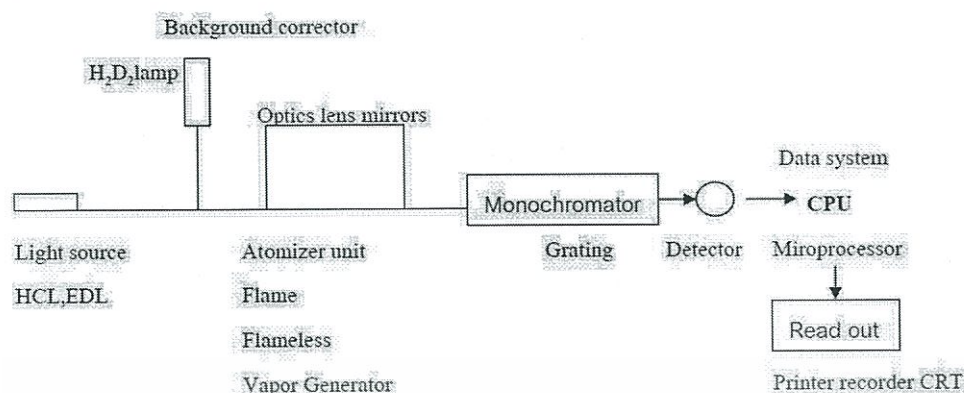 Background corrector
H₂D₂lamp
Optics lens mirrors
Data system
Monochromator
CPU
Light source
Atomizer unit
Grating
Detector
Miroprocessor
HCL,EDL
Flame
Read out
Flameless
Vapor Generator
Printer recorder CRT